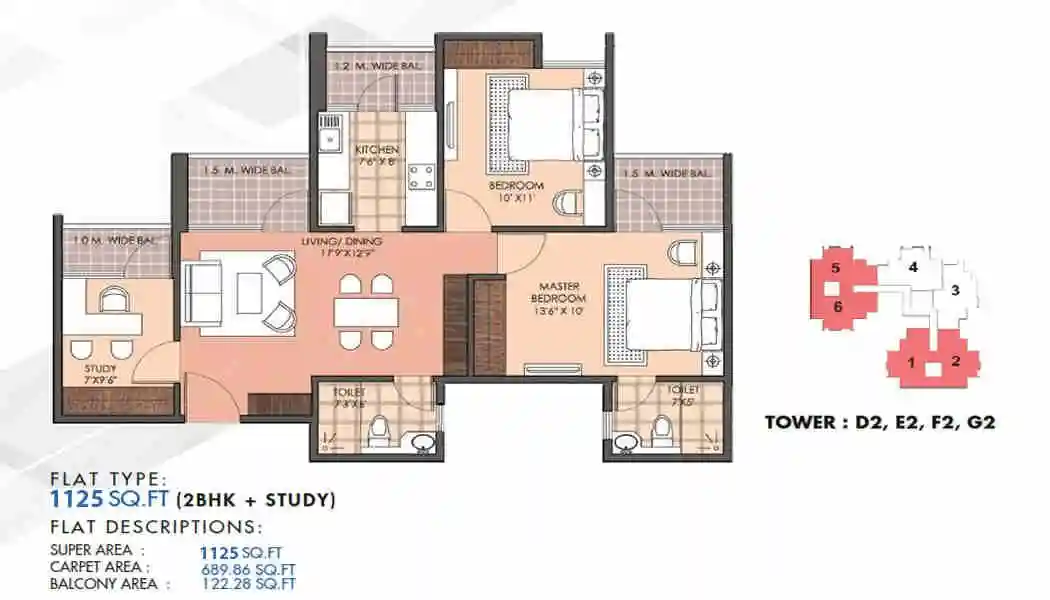 1.2 M. WIDE BAL.
KITCHEN
7'6" X 8'
1.5 M. WIDE BAL.
BEDROOM
10' X11'
1.5 M. WIDE BAL.
1.0 M. WIDE BAL.
LIVING/ DINING
17'9"X12'9"
MASTER
BEDROOM
13'6" X 10'
STUDY
7'X9'6"
TOILET
7'3"X6'
TOILET
7'X5'
5
4
6
3
1
2
TOWER : D2, E2, F2, G2
FLAT TYPE:
1125 SQ.FT (2BHK + STUDY)
FLAT DESCRIPTIONS:
SUPER AREA : 1125 SQ.FT
CARPET AREA : 689.86 SQ.FT
BALCONY AREA : 122.28 SQ.FT